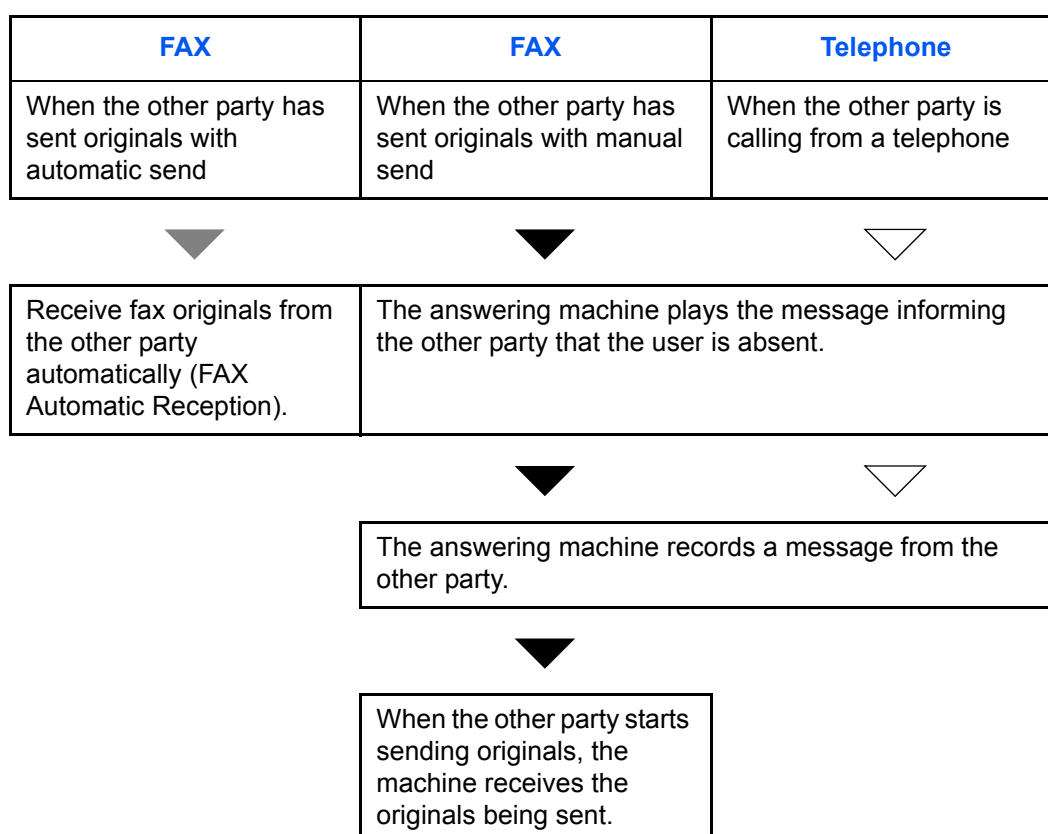 FAX
FAX
Telephone
When the other party has
sent originals with
automatic send
When the other party has
sent originals with manual
send
When the other party is
calling from a telephone
Receive fax originals from
the other party
automatically (FAX
Automatic Reception).
The answering machine plays the message informing
the other party that the user is absent.
The answering machine records a message from the
other party.
When the other party starts
sending originals, the
machine receives the
originals being sent.